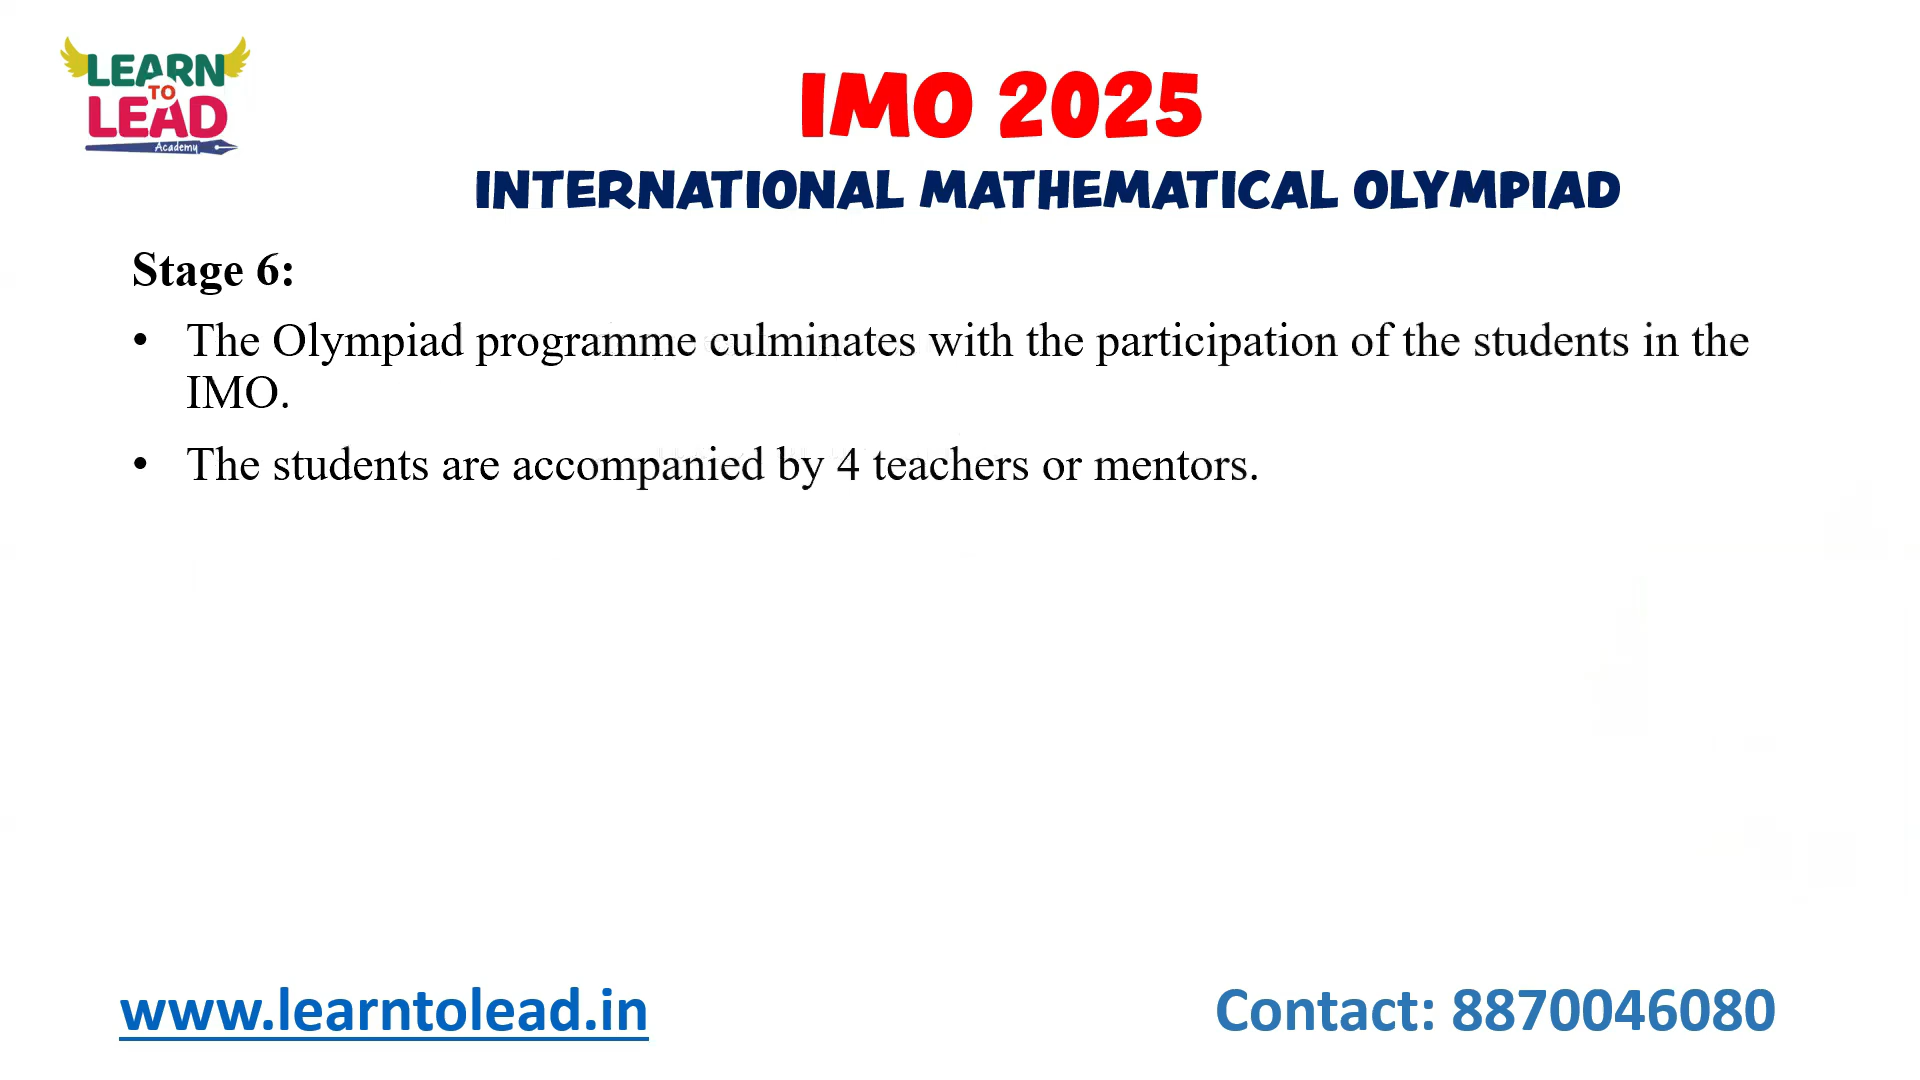 LEARN
TO
LEAD
Academy
IMO 2025
INTERNATIONAL MATHEMATICAL OLYMPIAD
Stage 6:
• The Olympiad programme culminates with the participation of the students in the
IMO.
• The students are accompanied by 4 teachers or mentors.
www.learntolead.in
Contact: 8870046080